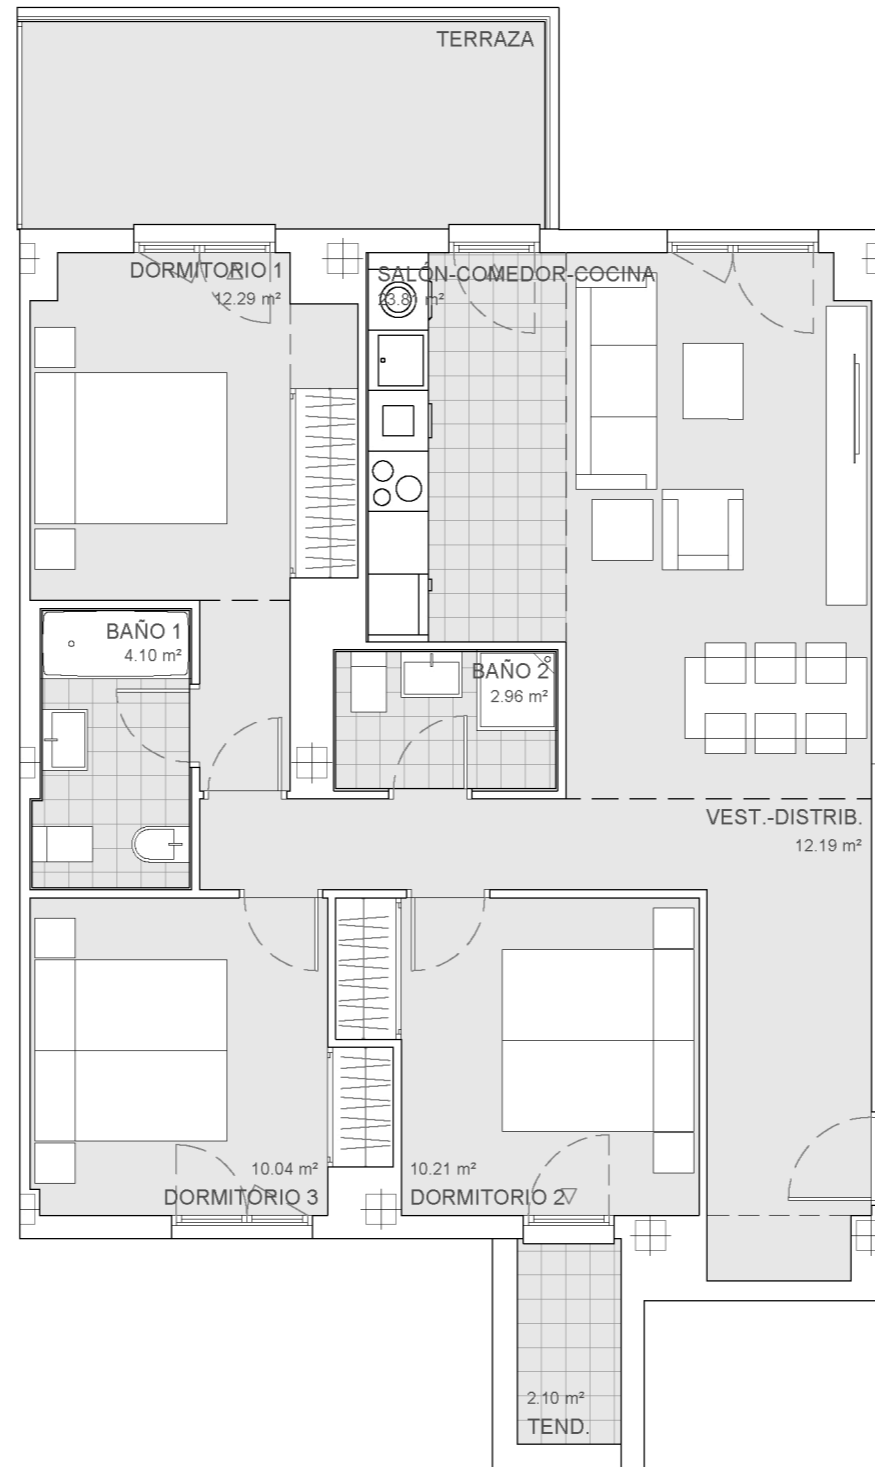 TERRAZA
DORMITORIO 1
12.29 m²
SALÓN-COMEDOR-COCINA
23.81 m²
BAÑO 1
4.10 m²
BAÑO 2
2.96 m²
VEST.-DISTRIB.
12.19 m²
10.04 m²
DORMITORIO 3
10.21 m²
DORMITORIO 2
2.10 m²
TEND.